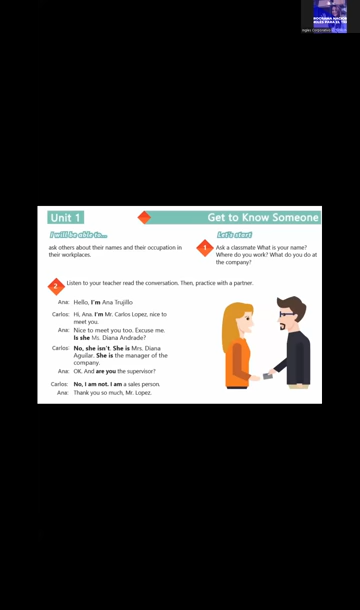 Unit 1
Get to Know Someone
I will be able to...
Let's start
ask others about their names and their occupation in
their workplaces.
1.
Ask a classmate What is your name?
Where do you work? What do you do at
the company?
2.
Listen to your teacher read the conversation. Then, practice with a partner.
Ana: Hello, I'm Ana Trujillo
Carlos: Hi, Ana. I'm Mr. Carlos Lopez, nice to
meet you.
Ana: Nice to meet you too. Excuse me.
Is she Ms. Diana Andrade?
Carlos: No, she isn't. She is Mrs. Diana
Aguilar. She is the manager of the
company.
Ana: OK. And are you the supervisor?
Carlos: No, I am not. I am a sales person.
Ana: Thank you so much, Mr. Lopez.